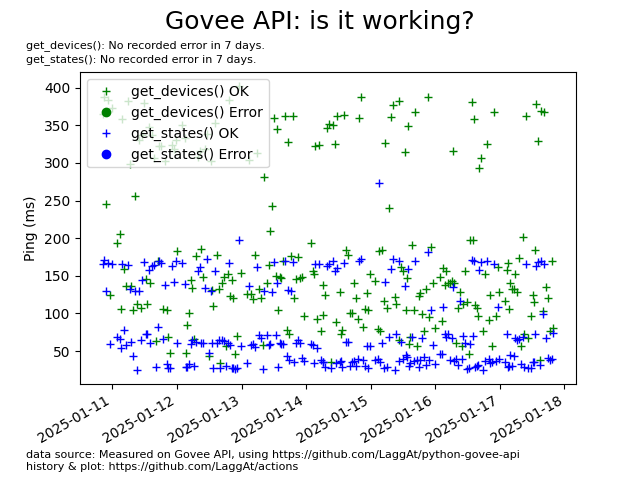 Govee API: is it working?
get_devices(): No recorded error in 7 days.
get_states(): No recorded error in 7 days.
get_devices() OK
get_devices() Error
get_states() OK
get_states() Error
Ping (ms)
400
350
300
250
200
150
100
50
2025-01-11
2025-01-12
2025-01-13
2025-01-14
2025-01-15
2025-01-16
2025-01-17
2025-01-18
data source: Measured on Govee API, using https://github.com/LaggAt/python-govee-api
history & plot: https://github.com/LaggAt/actions